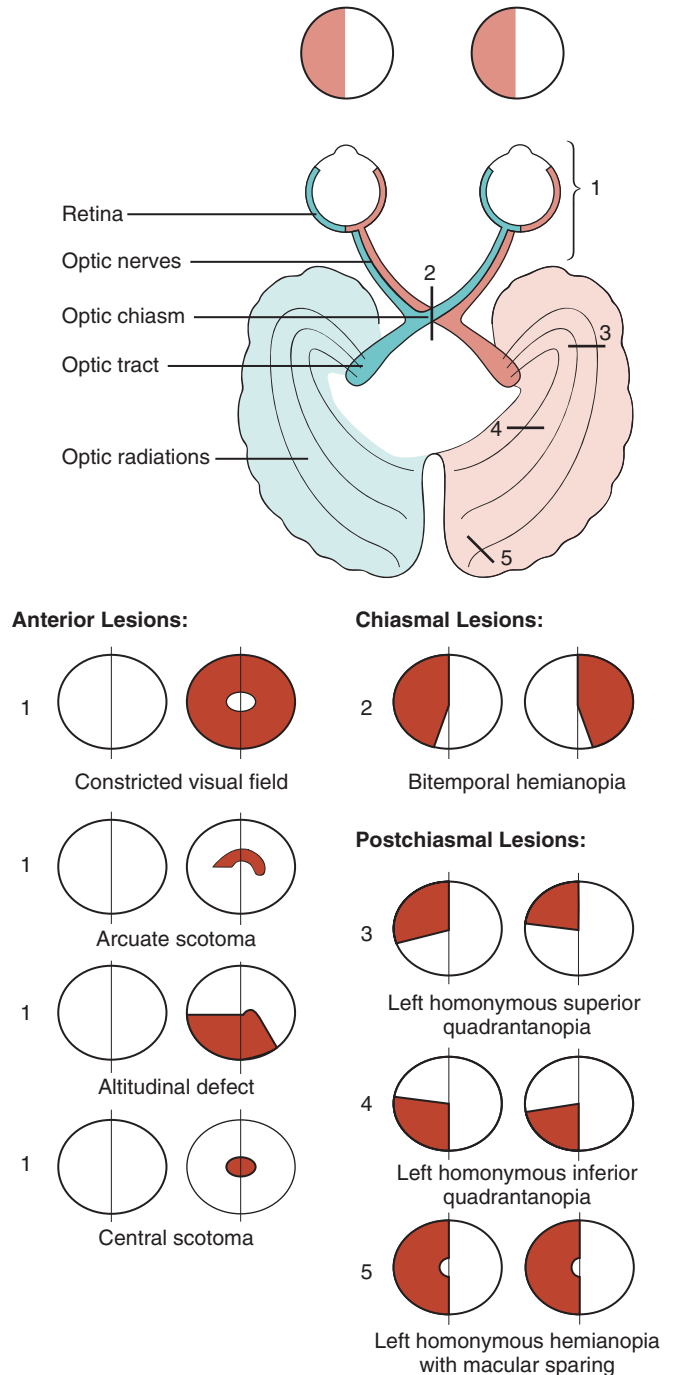 1
Retina
Optic nerves
2
Optic chiasm
3
Optic tract
4
Optic radiations
5
Anterior Lesions:
1
Constricted visual field
1
Arcuate scotoma
1
Altitudinal defect
1
Central scotoma
Chiasmal Lesions:
2
Bitemporal hemianopia
Postchiasmal Lesions:
3
Left homonymous superior
quadrantanopia
4
Left homonymous inferior
quadrantanopia
5
Left homonymous hemianopia
with macular sparing